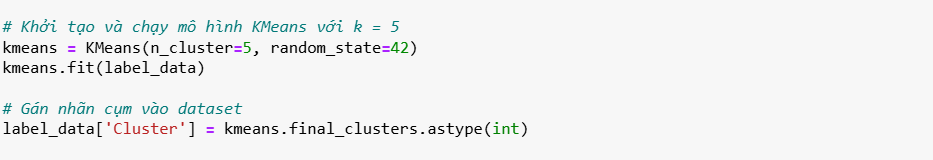 # Khởi tạo và chạy mô hình KMeans với k = 5
kmeans = KMeans(n_cluster=5, random_state=42)
kmeans.fit(label_data)
# Gán nhãn cụm vào dataset
label_data['Cluster'] = kmeans.final_clusters.astype(int)